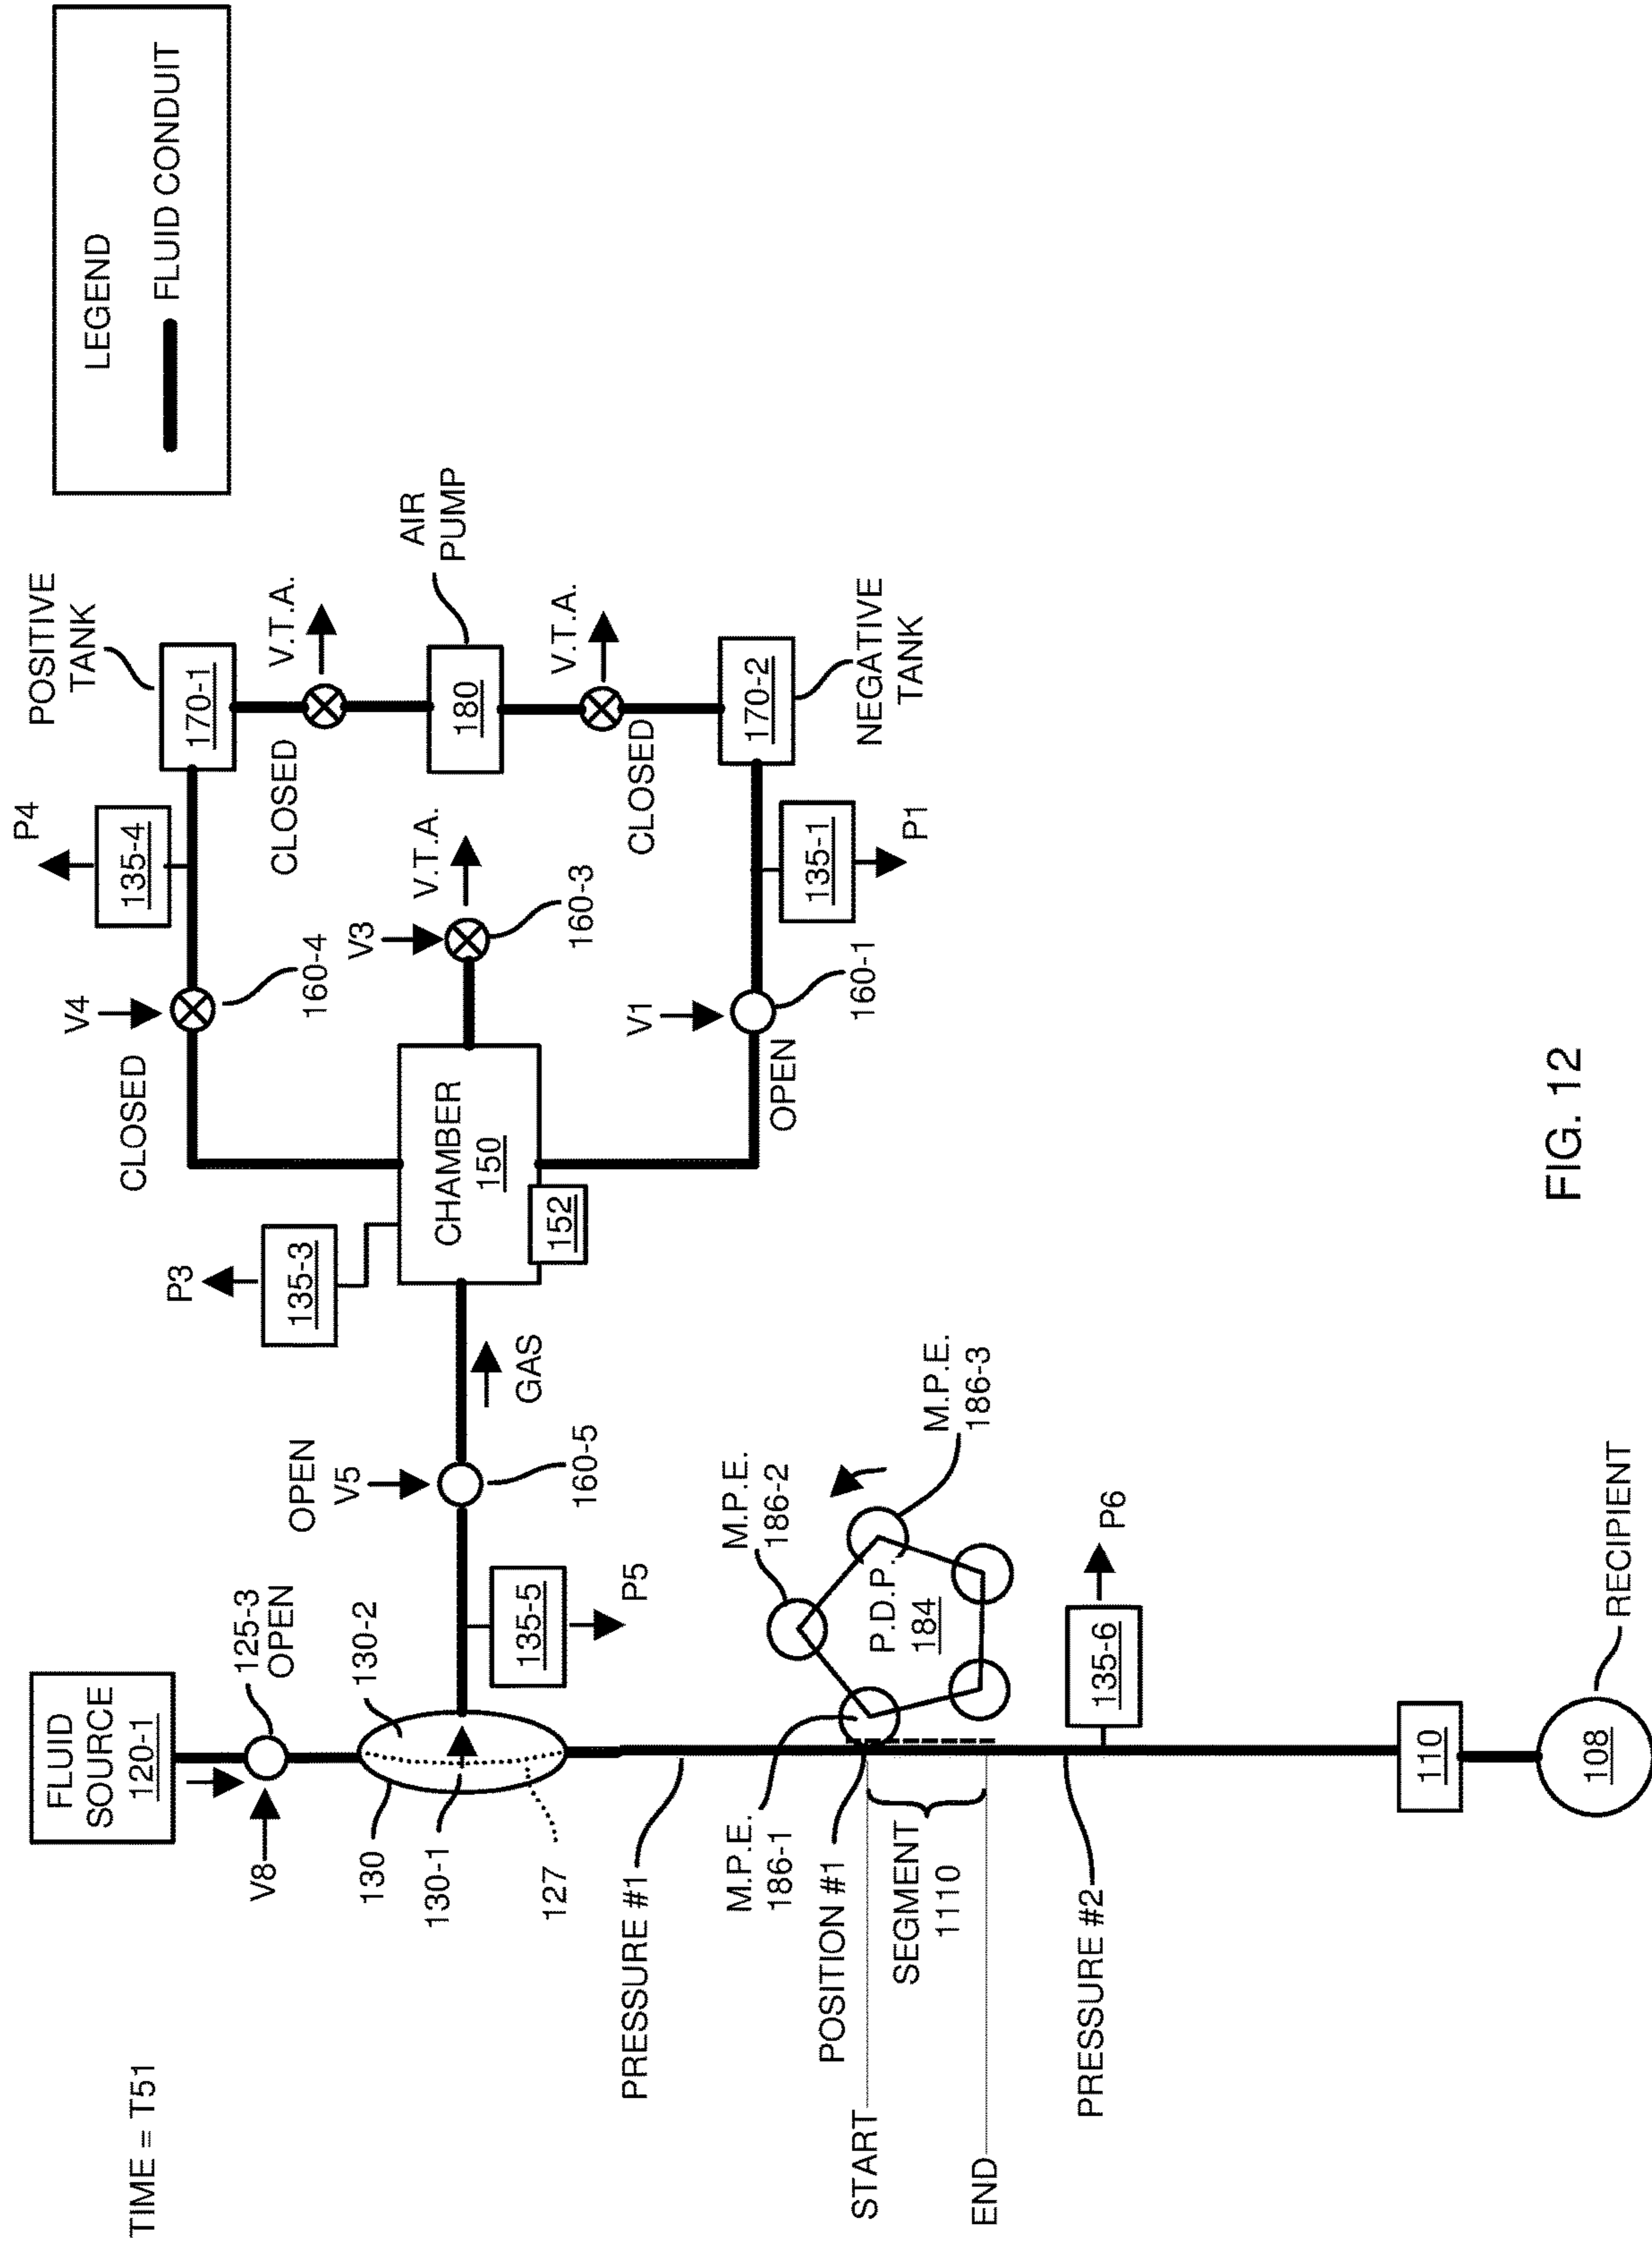 TIME = T51
FLUID
SOURCE
120-1
V8
125-3
OPEN
130
130-1
127
130-2
OPEN
V5
160-5
GAS
135-5
P5
P3
135-3
CHAMBER
150
152
CLOSED
V4
160-4
P4
135-4
POSITIVE
TANK
170-1
V.T.A.
CLOSED
V3
160-3
V.T.A.
AIR
PUMP
180
V.T.A.
CLOSED
V1
160-1
OPEN
135-1
P1
170-2
NEGATIVE
TANK
LEGEND
FLUID CONDUIT
PRESSURE #1
M.P.E.
186-1
POSITION #1
START
SEGMENT
1110
END
PRESSURE #2
M.P.E.
186-2
M.P.E.
186-3
P.D.P.
184
135-6
P6
110
108
RECIPIENT
FIG. 12